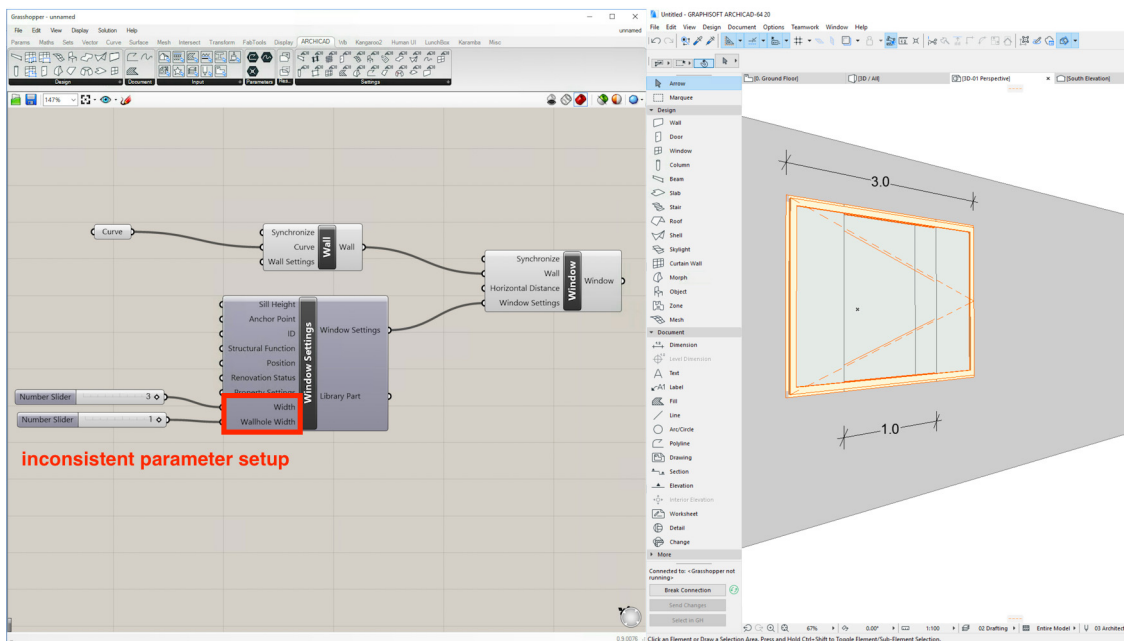 Grasshopper - unnamed
File Edit View Display Solution Help
unnamed
Params Maths Sets Vector Curve Surface Mesh Intersect Transform FabTools Display ARCHICAD Vib Kangaroo2 Human UI LunchBox Karamba Misc
Design
Document
Input
Parameters
Res...
Settings
147%
Curve
Synchronize
Curve
Wall Settings
Wall
Wall
Synchronize
Wall
Horizontal Distance
Window Settings
Window
Window
Sill Height
Anchor Point
ID
Structural Function
Position
Renovation Status
Property Settings
Width
Wallhole Width
Window Settings
Window Settings
Library Part
Number Slider 3
Number Slider 1
inconsistent parameter setup
0.9.0076
Untitled - GRAPHISOFT ARCHICAD-64 20
File Edit View Design Document Options Teamwork Window Help
[0. Ground Floor]
[3D / All]
[3D-01 Perspective]
[South Elevation]
Arrow
Marquee
Design
Wall
Door
Window
Column
Beam
Slab
Stair
Roof
Shell
Skylight
Curtain Wall
Morph
Object
Zone
Mesh
Document
Dimension
Level Dimension
Text
A1 Label
Fill
Line
Arc/Circle
Polyline
Drawing
Section
Elevation
Interior Elevation
Worksheet
Detail
Change
More
Connected to: <Grasshopper not
running>
Break Connection
Send Changes
Select in GH
3.0
1.0
67%
0.00°
1:100
02 Drafting
Entire Model
03 Architect
Click an Element or Draw a Selection Area. Press and Hold Ctrl+Shift to Toggle Element/Sub-Element Selection.